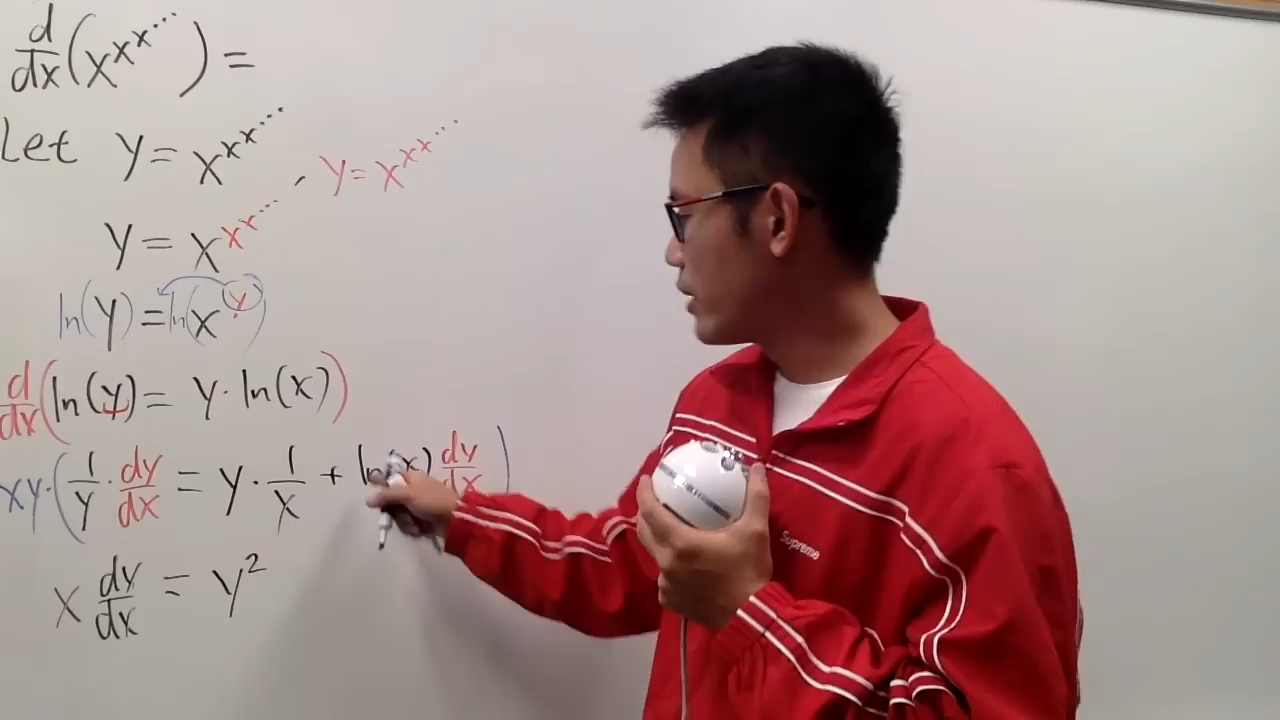 d/dx (x^x^x^⋯) =
Let y = x^x^x^⋯, y = x^x^x^⋯
y = x^x^x^⋯
ln(y) = ln(x^(y))
d/dx (ln(y) = y · ln(x))
xy · (1/y · dy/dx = y · 1/x + ln(x) dy/dx)
x dy/dx = y²
Supreme